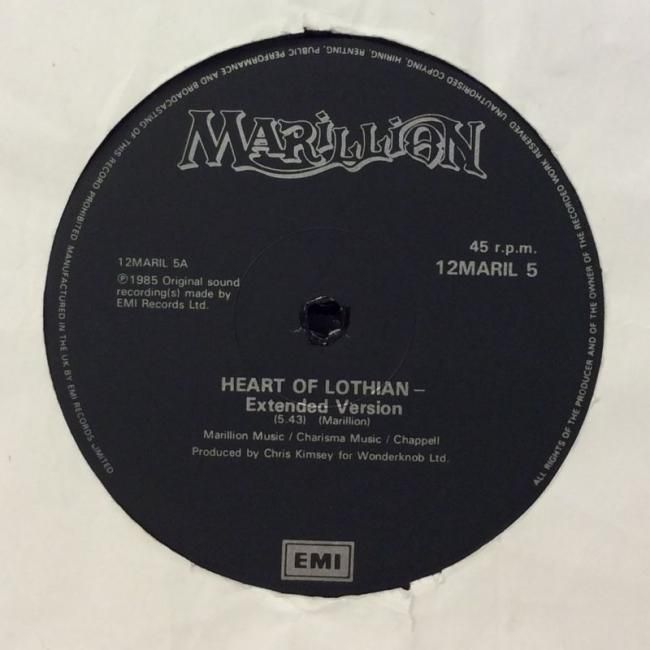 MARILLION
45 r.p.m.
12MARIL 5
12MARIL 5A
Ⓟ1985 Original sound
recording(s) made by
EMI Records Ltd.
HEART OF LOTHIAN –
Extended Version
(5.43) (Marillion)
Marillion Music / Charisma Music / Chappell
Produced by Chris Kimsey for Wonderknob Ltd.
EMI
ALL RIGHTS OF THE PRODUCER AND OF THE OWNER OF THE RECORDED WORK RESERVED. UNAUTHORISED COPYING, HIRING, RENTING, PUBLIC PERFORMANCE AND BROADCASTING OF THIS RECORD PROHIBITED. MANUFACTURED IN THE UK BY EMI RECORDS LIMITED